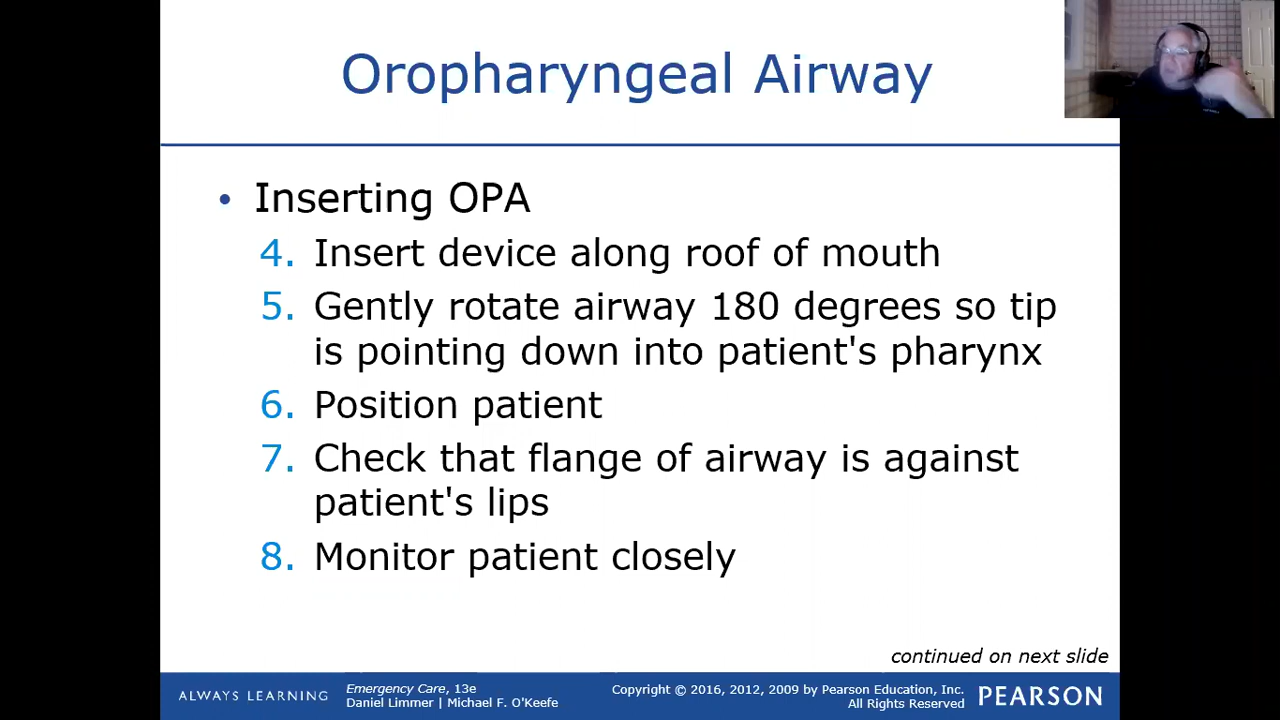 Oropharyngeal Airway
• Inserting OPA
4. Insert device along roof of mouth
5. Gently rotate airway 180 degrees so tip
is pointing down into patient's pharynx
6. Position patient
7. Check that flange of airway is against
patient's lips
8. Monitor patient closely
continued on next slide
ALWAYS LEARNING
Emergency Care, 13e
Daniel Limmer | Michael F. O'Keefe
Copyright © 2016, 2012, 2009 by Pearson Education, Inc.
All Rights Reserved
PEARSON